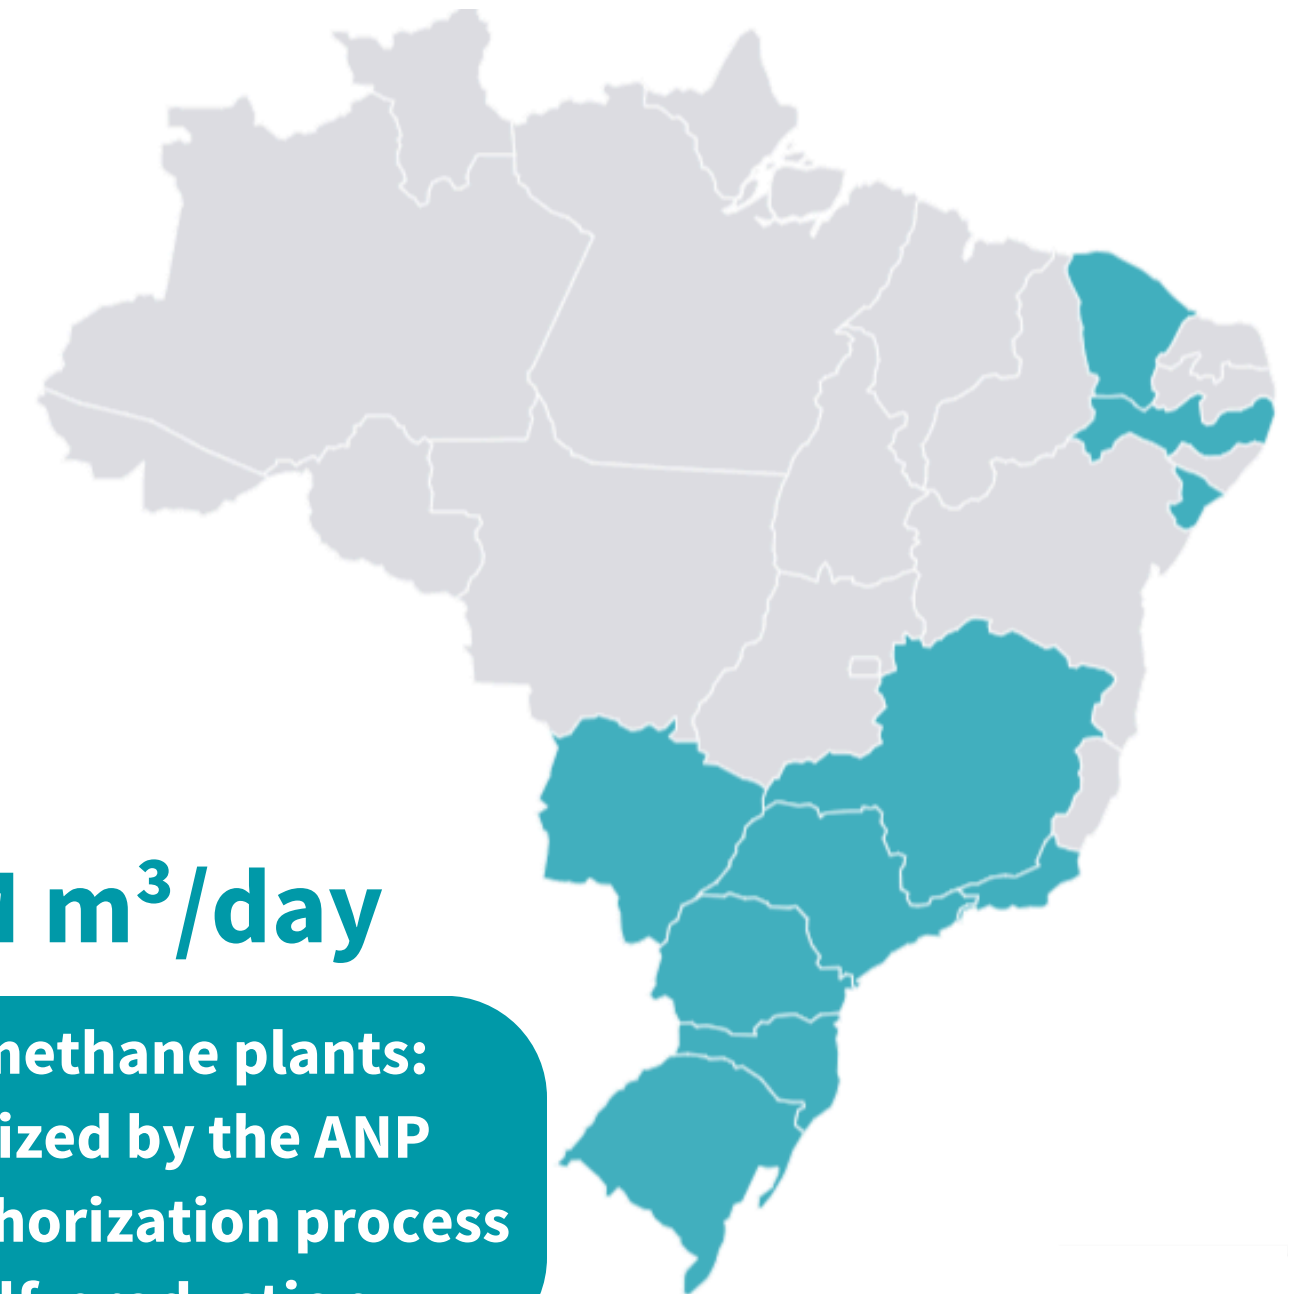 m³/day
methane plants:
ized by the ANP
horization process